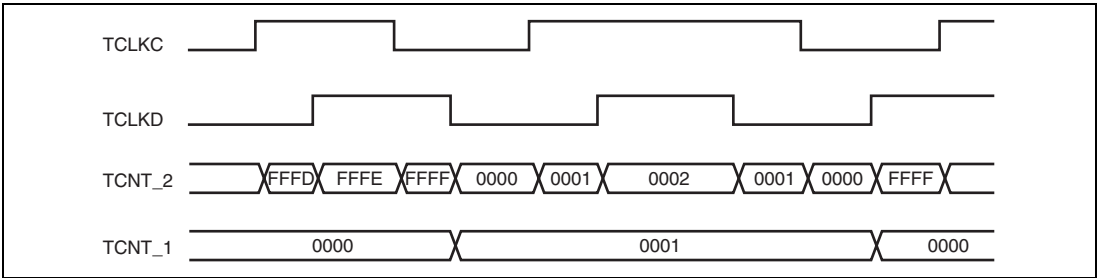 TCLKC
TCLKD
TCNT_2 FFFD FFFE FFFF 0000 0001 0002 0001 0000 FFFF
TCNT_1 0000 0001 0000